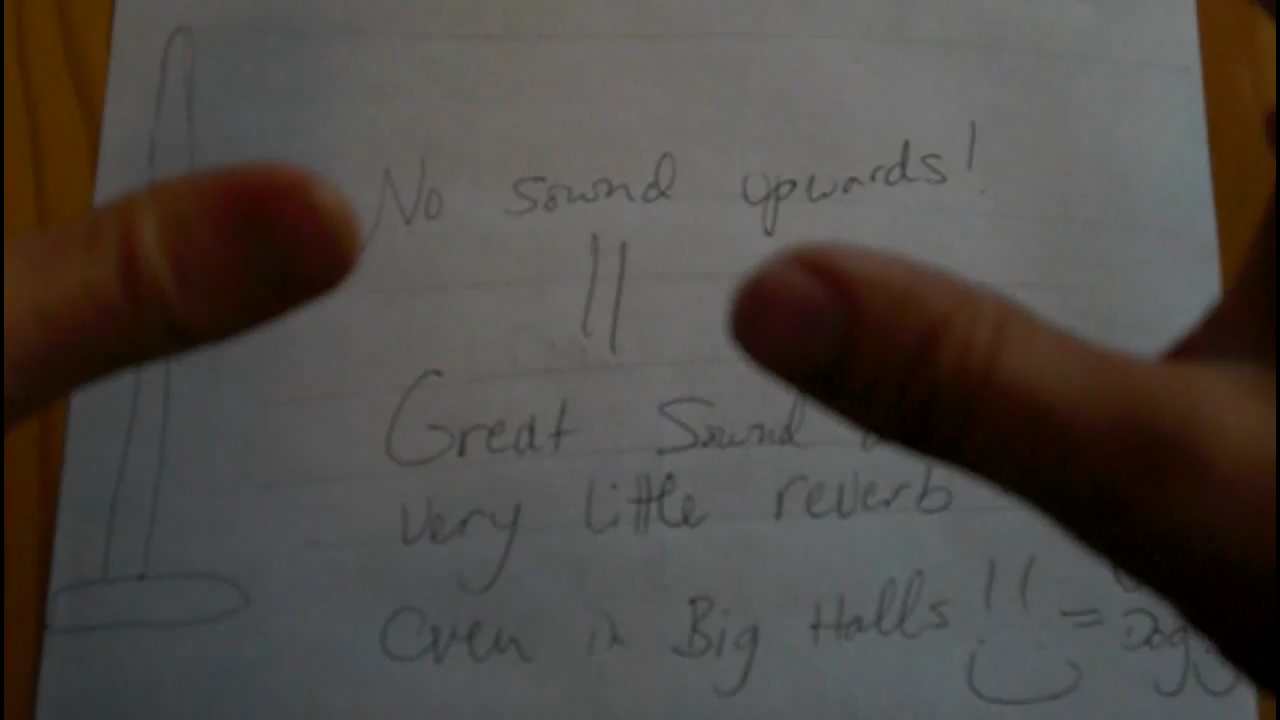 No sound upwards!
||
Great Sound
very little reverb
even in Big Halls !! =